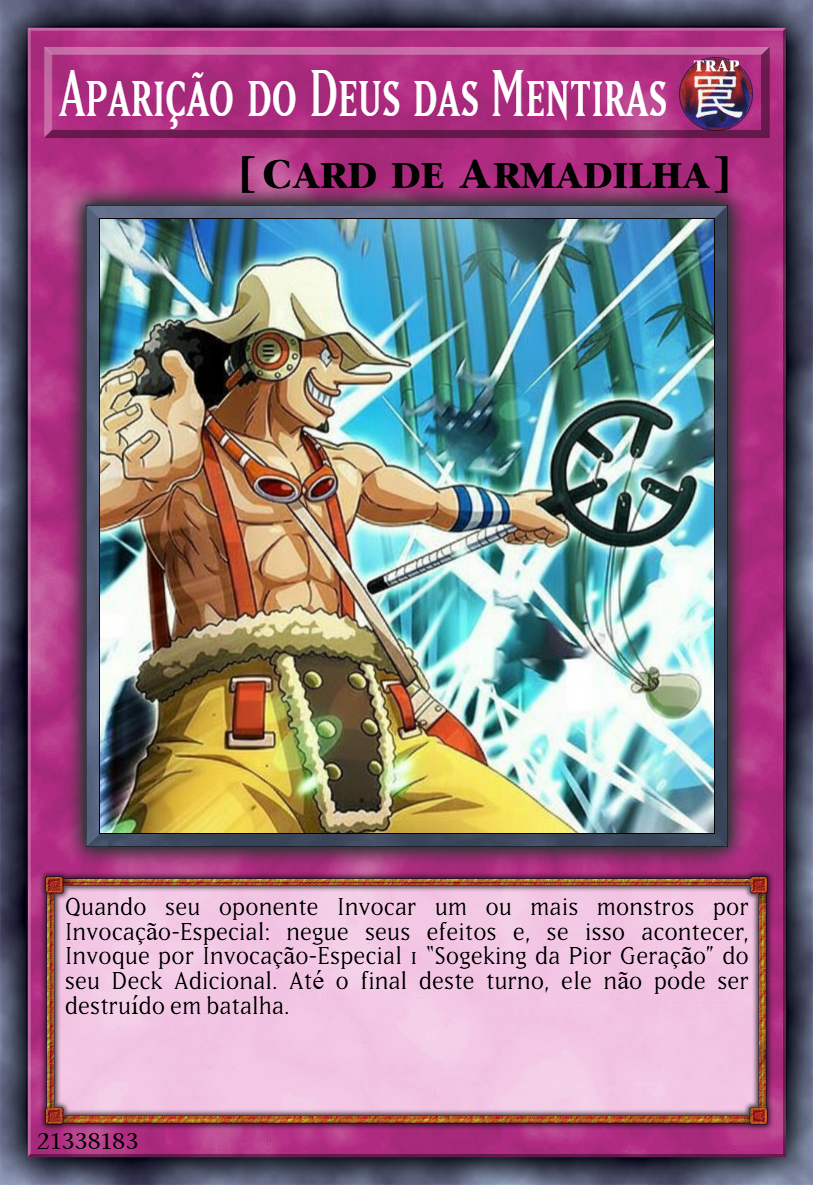 Aparição do Deus das Mentiras
TRAP
罠
[Card de Armadilha]
Quando seu oponente Invocar um ou mais monstros por
Invocação-Especial: negue seus efeitos e, se isso acontecer,
Invoque por Invocação-Especial 1 “Sogeking da Pior Geração” do
seu Deck Adicional. Até o final deste turno, ele não pode ser
destruído em batalha.
21338183